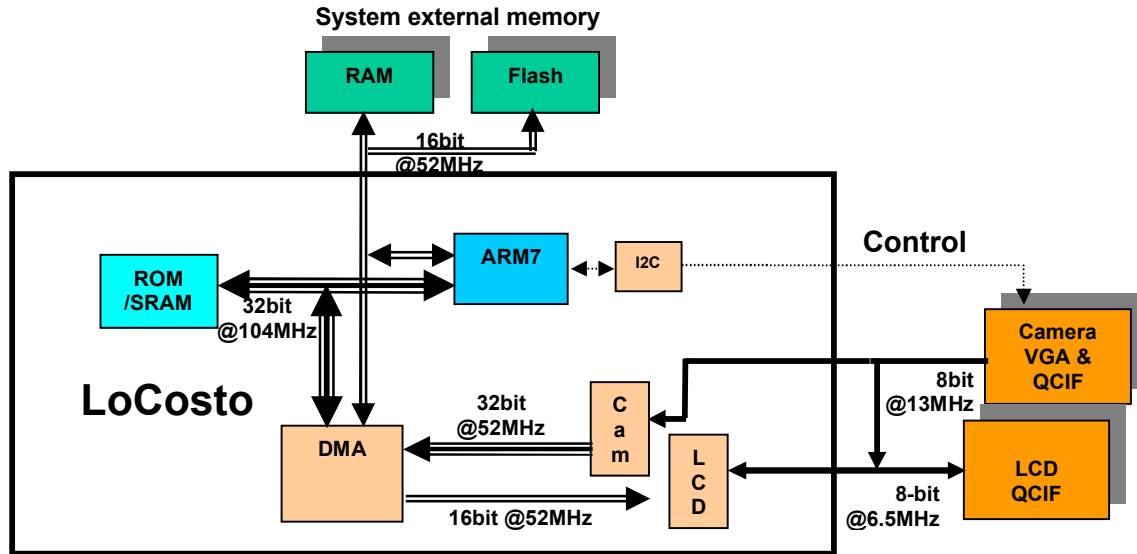 System external memory
RAM
Flash
16bit
@52MHz
ARM7
I2C
Control
ROM
/SRAM
32bit
@104MHz
Camera
VGA &
QCIF
8bit
@13MHz
LoCosto
32bit
@52MHz
C
a
m
DMA
L
C
D
LCD
QCIF
16bit @52MHz
8-bit
@6.5MHz